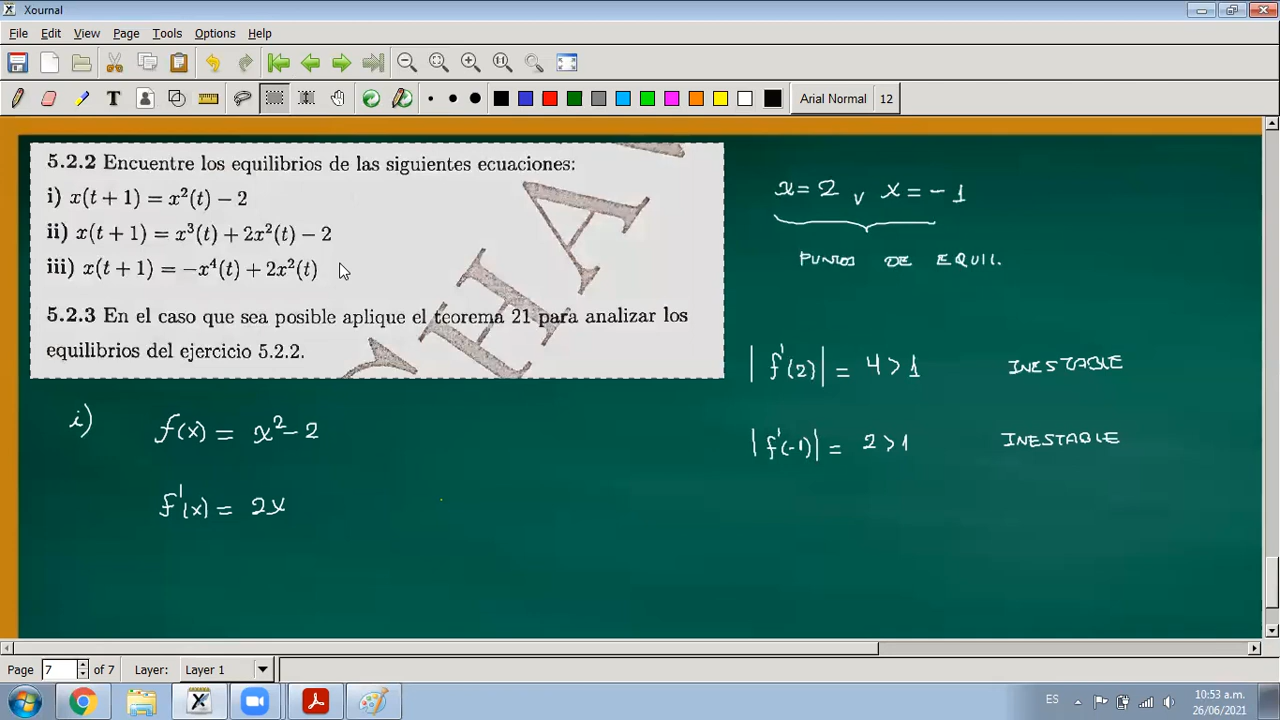 Xournal
File Edit View Page Tools Options Help
Arial Normal 12
5.2.2 Encuentre los equilibrios de las siguientes ecuaciones:
i) x(t + 1) = x²(t) − 2
ii) x(t + 1) = x³(t) + 2x²(t) − 2
iii) x(t + 1) = −x⁴(t) + 2x²(t)
5.2.3 En el caso que sea posible aplique el teorema 21 para analizar los
equilibrios del ejercicio 5.2.2.
x = 2 v x = -1
PUNTOS DE EQUIL.
|f'(2)| = 4 > 1 INESTABLE
|f'(-1)| = 2 > 1 INESTABLE
i) f(x) = x² - 2
f'(x) = 2x
Page 7 of 7 Layer: Layer 1
ES 10:53 a.m.
26/06/2021